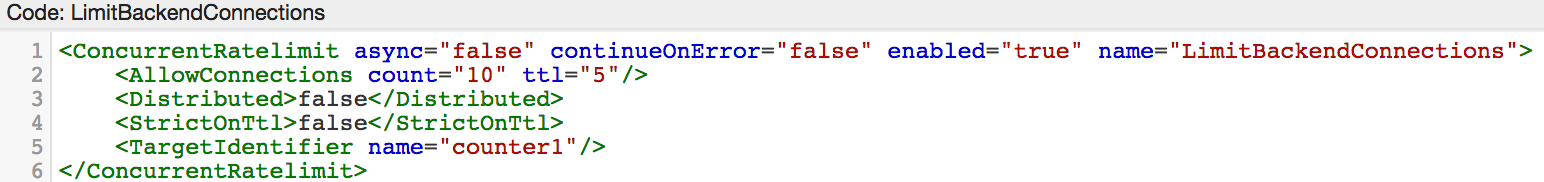 Code: LimitBackendConnections
1 <ConcurrentRatelimit async="false" continueOnError="false" enabled="true" name="LimitBackendConnections">
2     <AllowConnections count="10" ttl="5"/>
3     <Distributed>false</Distributed>
4     <StrictOnTtl>false</StrictOnTtl>
5     <TargetIdentifier name="counter1"/>
6 </ConcurrentRatelimit>